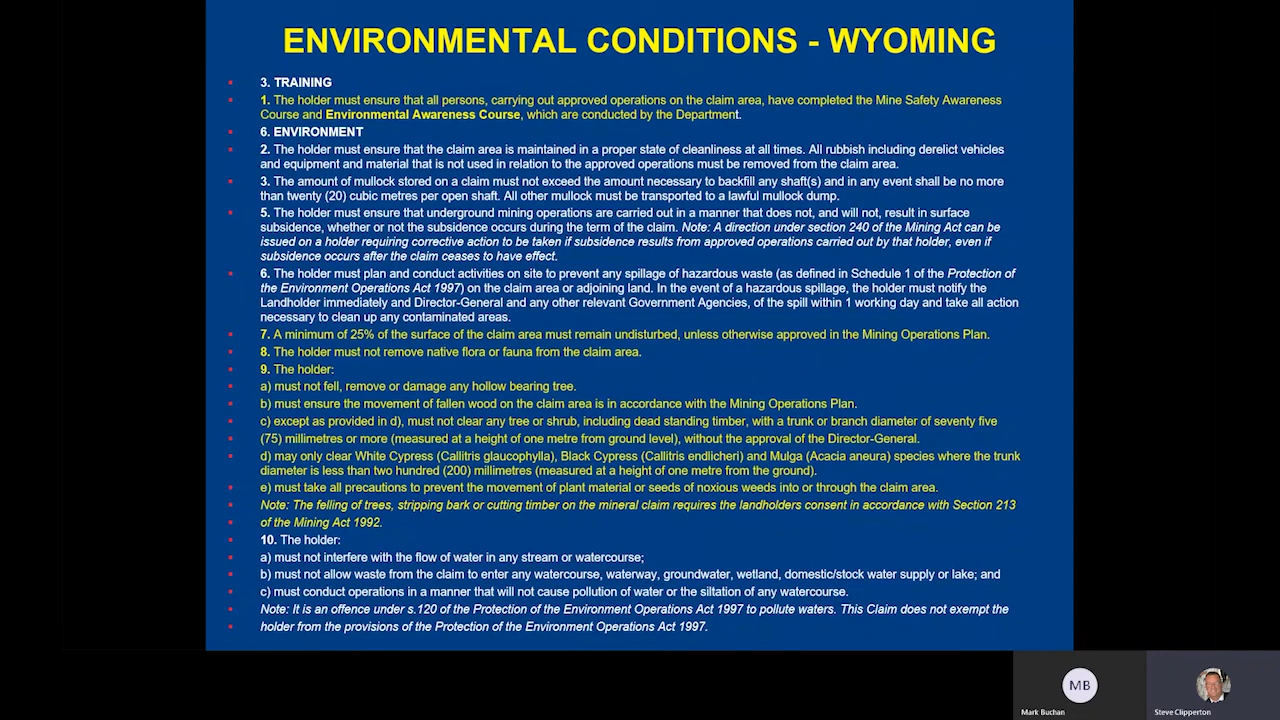 ENVIRONMENTAL CONDITIONS - WYOMING
3. TRAINING
1. The holder must ensure that all persons, carrying out approved operations on the claim area, have completed the Mine Safety Awareness
Course and Environmental Awareness Course, which are conducted by the Department.
6. ENVIRONMENT
2. The holder must ensure that the claim area is maintained in a proper state of cleanliness at all times. All rubbish including derelict vehicles
and equipment and material that is not used in relation to the approved operations must be removed from the claim area.
3. The amount of mullock stored on a claim must not exceed the amount necessary to backfill any shaft(s) and in any event shall be no more
than twenty (20) cubic metres per open shaft. All other mullock must be transported to a lawful mullock dump.
5. The holder must ensure that underground mining operations are carried out in a manner that does not, and will not, result in surface
subsidence, whether or not the subsidence occurs during the term of the claim. Note: A direction under section 240 of the Mining Act can be
issued on a holder requiring corrective action to be taken if subsidence results from approved operations carried out by that holder, even if
subsidence occurs after the claim ceases to have effect.
6. The holder must plan and conduct activities on site to prevent any spillage of hazardous waste (as defined in Schedule 1 of the Protection of
the Environment Operations Act 1997) on the claim area or adjoining land. In the event of a hazardous spillage, the holder must notify the
Landholder immediately and Director-General and any other relevant Government Agencies, of the spill within 1 working day and take all action
necessary to clean up any contaminated areas.
7. A minimum of 25% of the surface of the claim area must remain undisturbed, unless otherwise approved in the Mining Operations Plan.
8. The holder must not remove native flora or fauna from the claim area.
9. The holder:
a) must not fell, remove or damage any hollow bearing tree.
b) must ensure the movement of fallen wood on the claim area is in accordance with the Mining Operations Plan.
c) except as provided in d), must not clear any tree or shrub, including dead standing timber, with a trunk or branch diameter of seventy five
(75) millimetres or more (measured at a height of one metre from ground level), without the approval of the Director-General.
d) may only clear White Cypress (Callitris glaucophylla), Black Cypress (Callitris endlicheri) and Mulga (Acacia aneura) species where the trunk
diameter is less than two hundred (200) millimetres (measured at a height of one metre from the ground).
e) must take all precautions to prevent the movement of plant material or seeds of noxious weeds into or through the claim area.
Note: The felling of trees, stripping bark or cutting timber on the mineral claim requires the landholders consent in accordance with Section 213
of the Mining Act 1992.
10. The holder:
a) must not interfere with the flow of water in any stream or watercourse;
b) must not allow waste from the claim to enter any watercourse, waterway, groundwater, wetland, domestic/stock water supply or lake; and
c) must conduct operations in a manner that will not cause pollution of water or the siltation of any watercourse.
Note: It is an offence under s.120 of the Protection of the Environment Operations Act 1997 to pollute waters. This Claim does not exempt the
holder from the provisions of the Protection of the Environment Operations Act 1997.
MB
Mark Buchan
Steve Clipperton